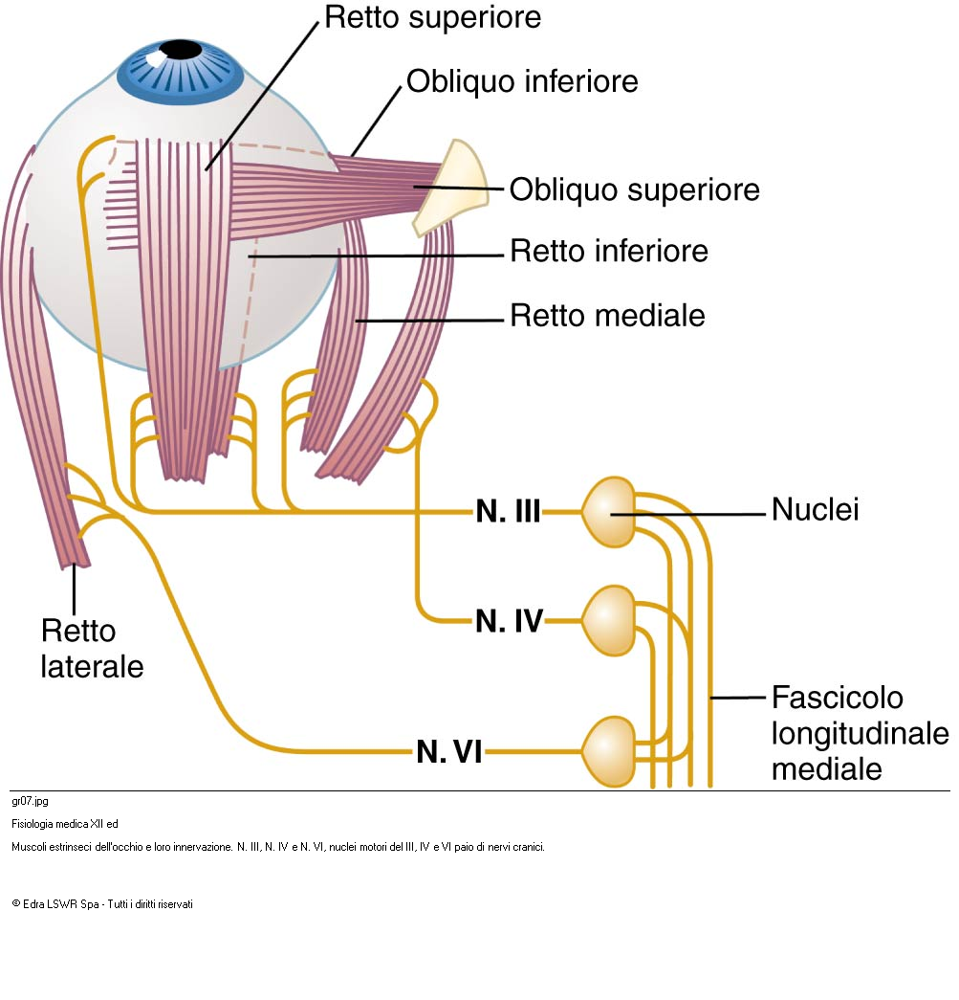 Retto superiore
Obliquo inferiore
Obliquo superiore
Retto inferiore
Retto mediale
N. III
Nuclei
N. IV
Retto
laterale
Fascicolo
longitudinale
mediale
N. VI
gr07.jpg
Fisiologia medica XII ed
Muscoli estrinseci dell'occhio e loro innervazione. N. III, N. IV e N. VI, nuclei motori del III, IV e VI paio di nervi cranici.
© Edra LSWR Spa - Tutti i diritti riservati